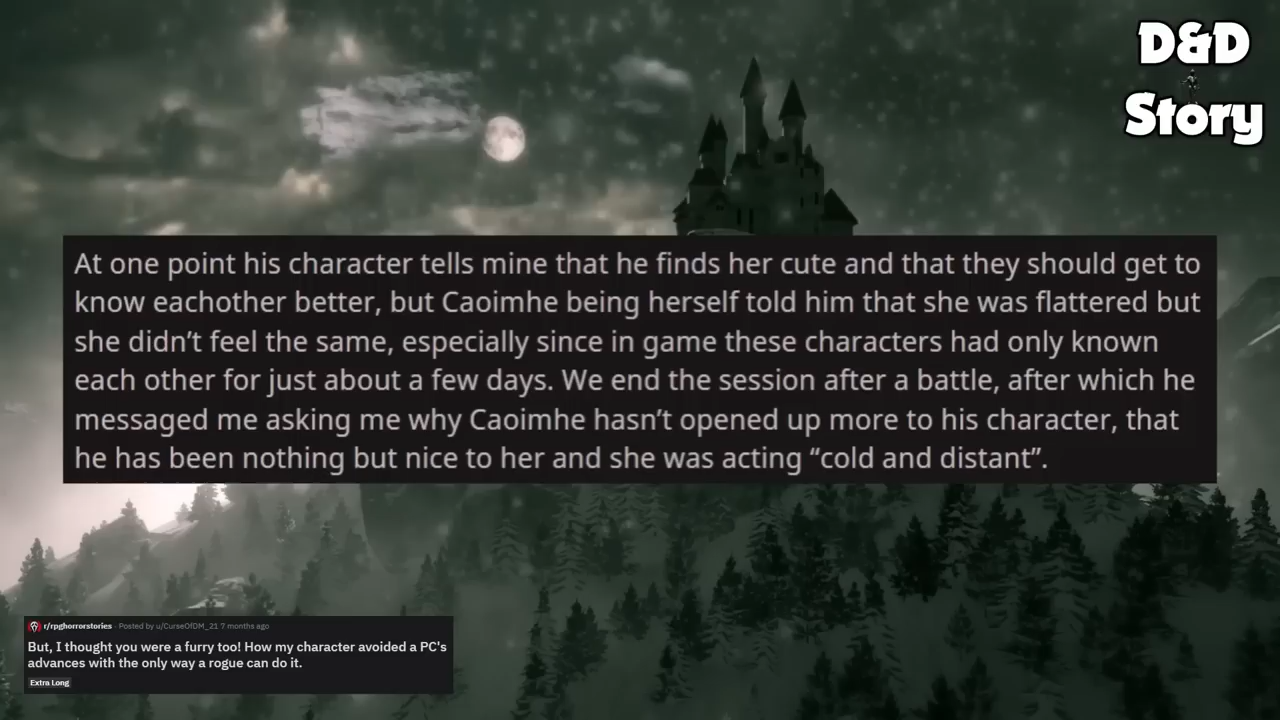 D&D
Story
At one point his character tells mine that he finds her cute and that they should get to
know eachother better, but Caoimhe being herself told him that she was flattered but
she didn’t feel the same, especially since in game these characters had only known
each other for just about a few days. We end the session after a battle, after which he
messaged me asking me why Caoimhe hasn’t opened up more to his character, that
he has been nothing but nice to her and she was acting “cold and distant”.
r/rpghorrorstories · Posted by u/CurseOfDM_21 7 months ago
But, I thought you were a furry too! How my character avoided a PC's
advances with the only way a rogue can do it.
Extra Long